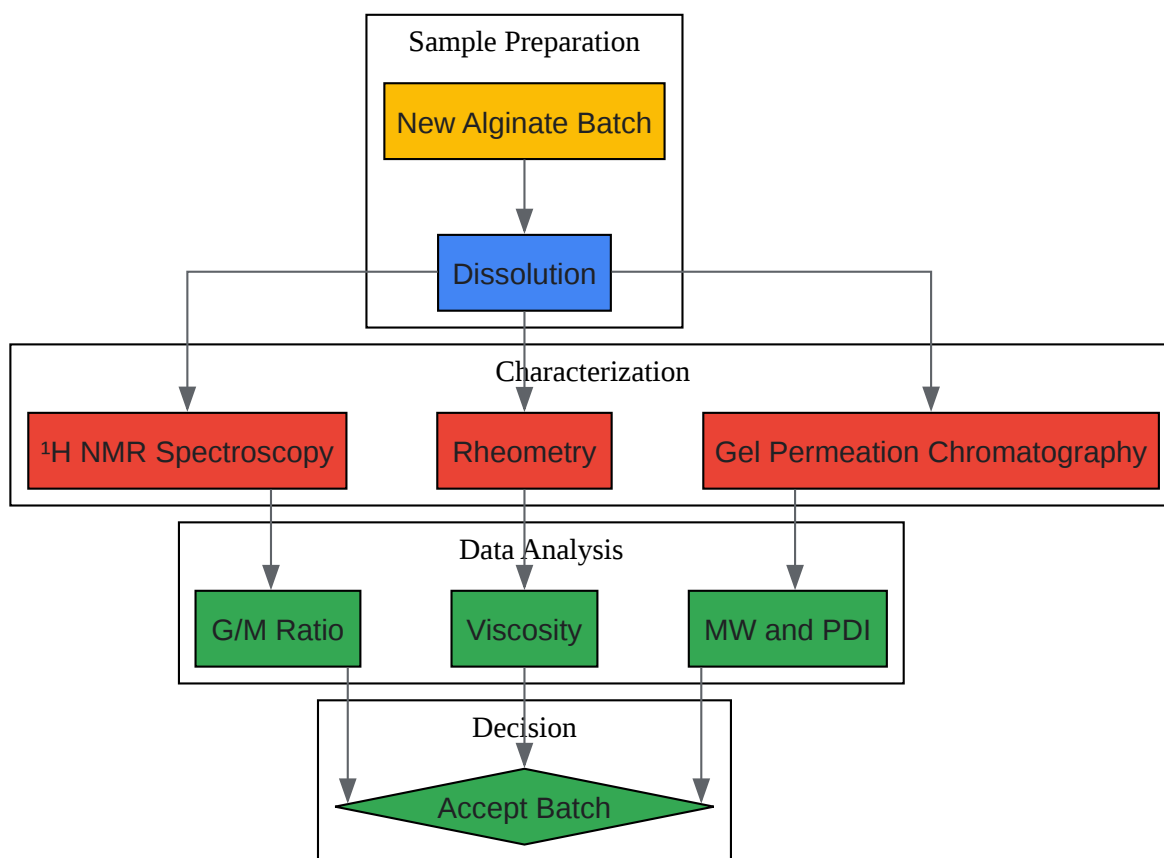 Sample Preparation
New Alginate Batch
Dissolution
Characterization
¹H NMR Spectroscopy
Rheometry
Gel Permeation Chromatography
Data Analysis
G/M Ratio
Viscosity
MW and PDI
Decision
Accept Batch